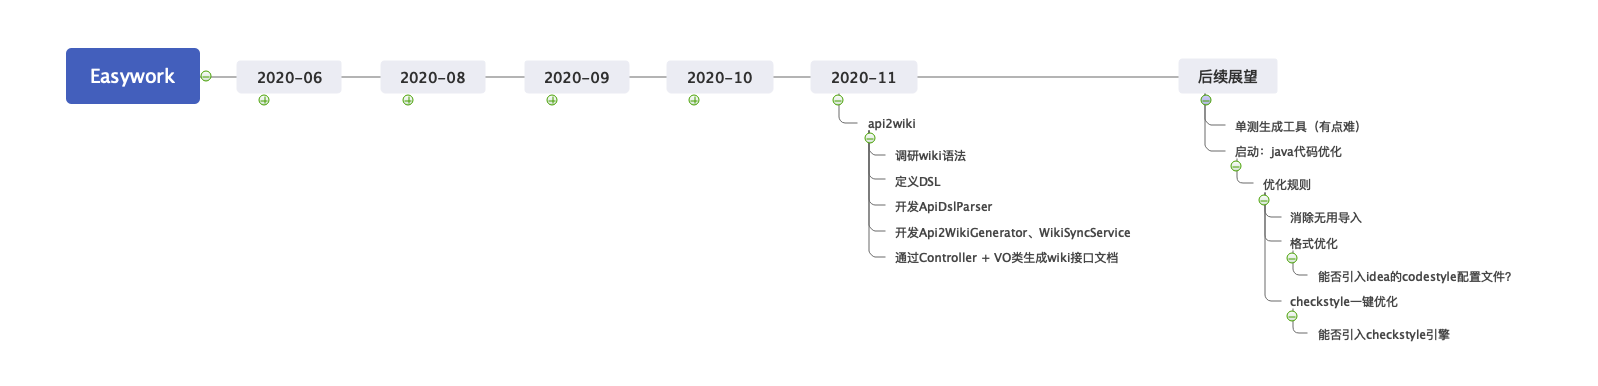 Easywork
2020-06
2020-08
2020-09
2020-10
2020-11
api2wiki
调研wiki语法
定义DSL
开发ApiDslParser
开发Api2WikiGenerator、WikiSyncService
通过Controller + VO类生成wiki接口文档
后续展望
单测生成工具（有点难）
启动：java代码优化
优化规则
消除无用导入
格式优化
能否引入idea的codestyle配置文件?
checkstyle一键优化
能否引入checkstyle引擎